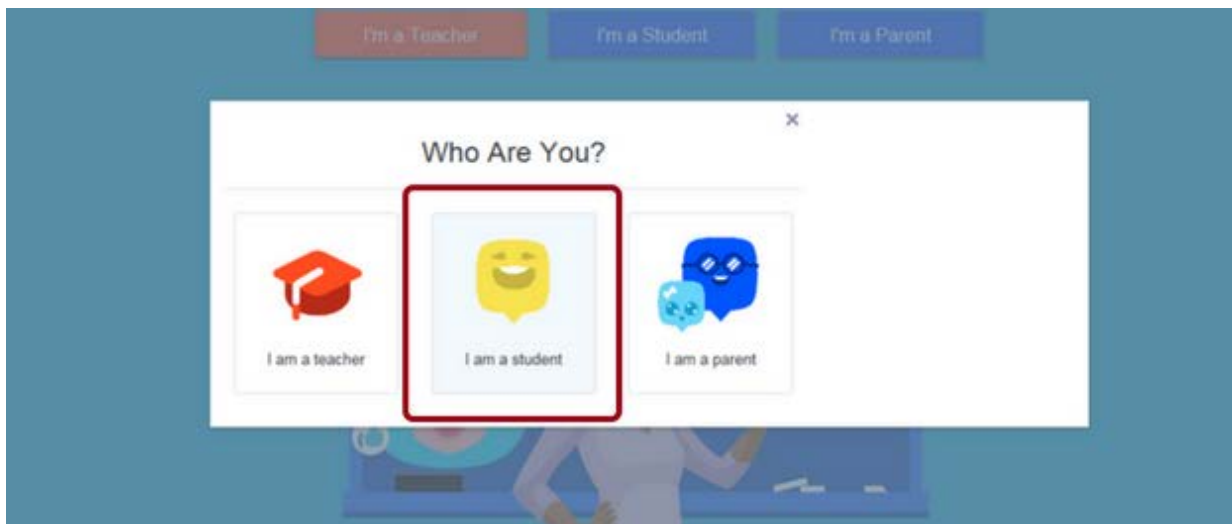 I'm a Teacher I'm a Student I'm a Parent
×
Who Are You?
I am a teacher I am a student I am a parent